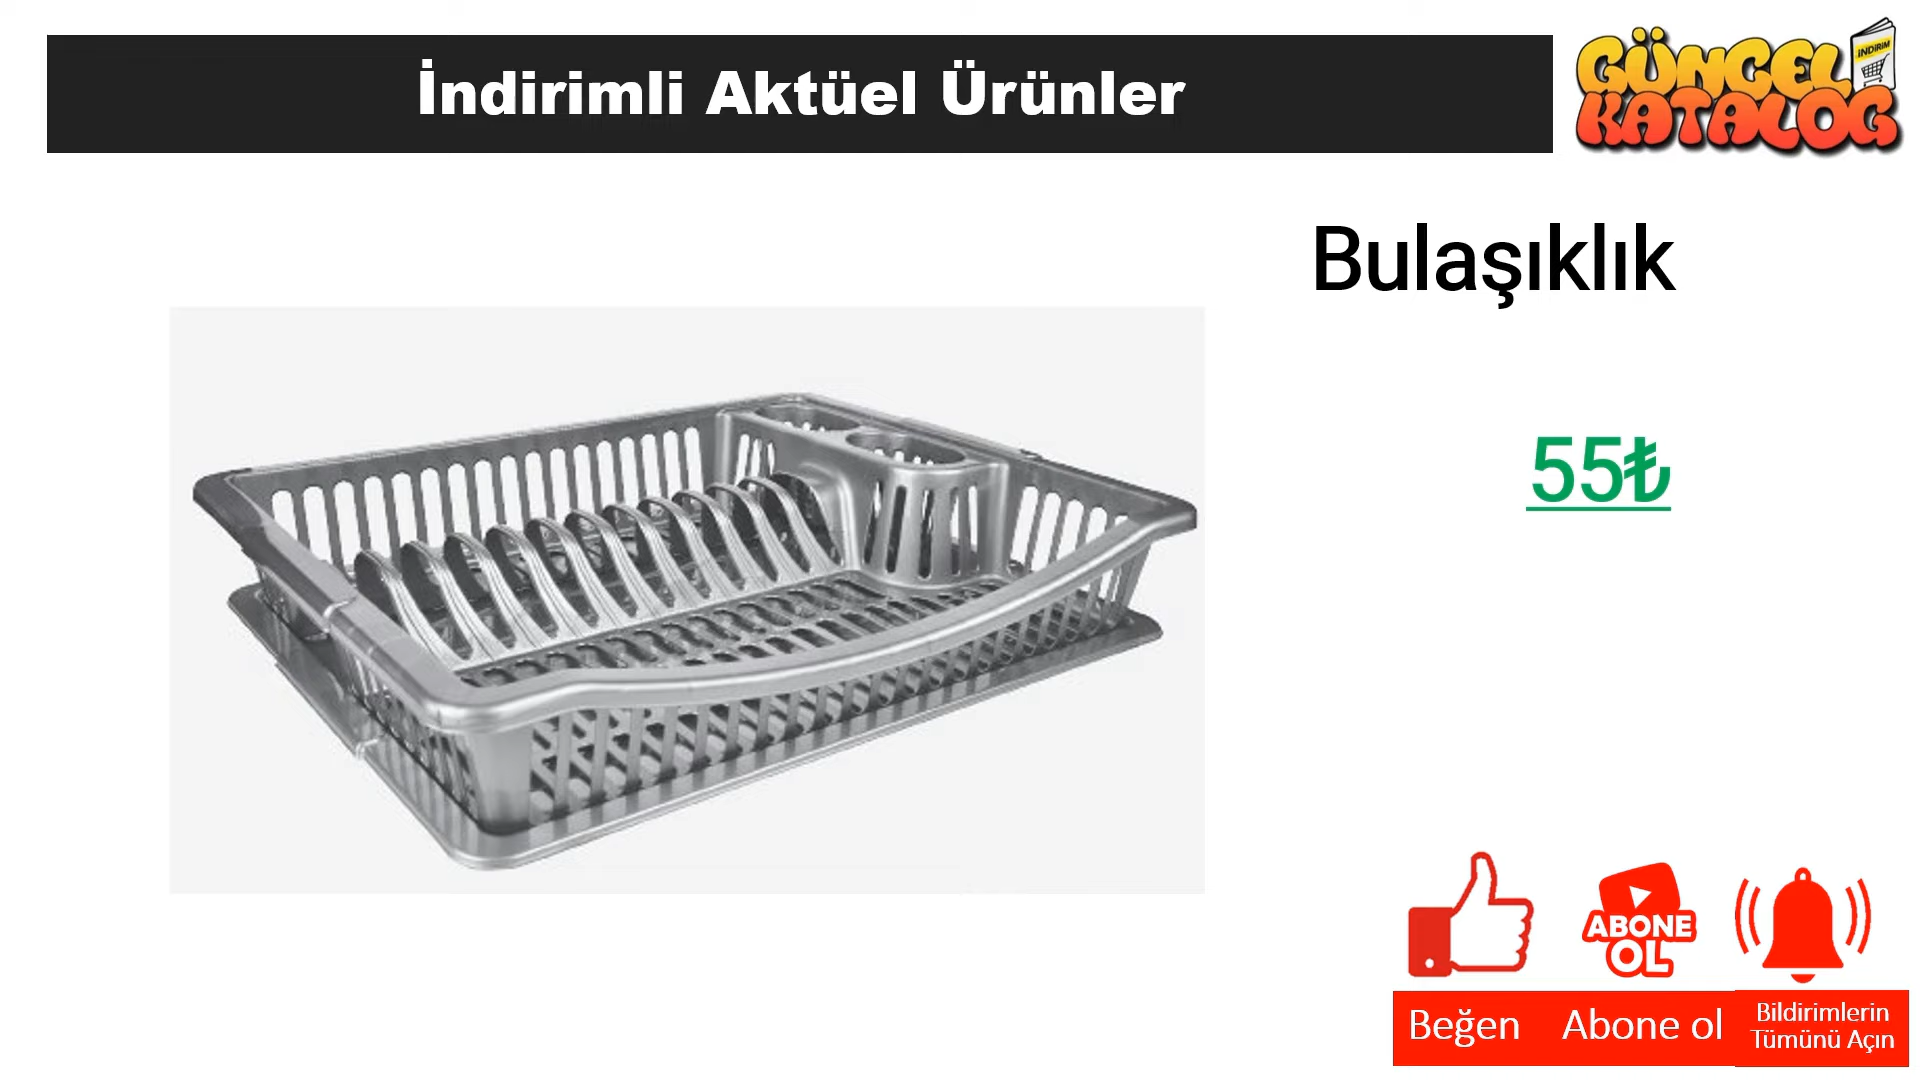 İndirimli Aktüel Ürünler
GÜNCEL
KATALOG
İNDİRİM
Bulaşıklık
55₺
ABONE
OL
Beğen
Abone ol
Bildirimlerin
Tümünü Açın